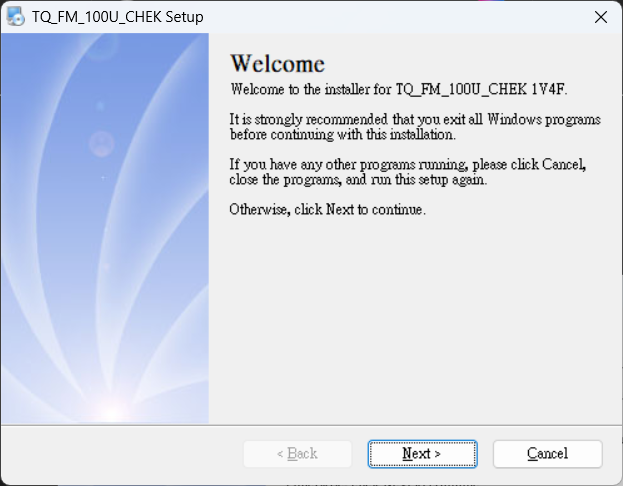 TQ_FM_100U_CHEK Setup
Welcome
Welcome to the installer for TQ_FM_100U_CHEK 1V4F.
It is strongly recommended that you exit all Windows programs
before continuing with this installation.
If you have any other programs running, please click Cancel,
close the programs, and run this setup again.
Otherwise, click Next to continue.
< Back
Next >
Cancel